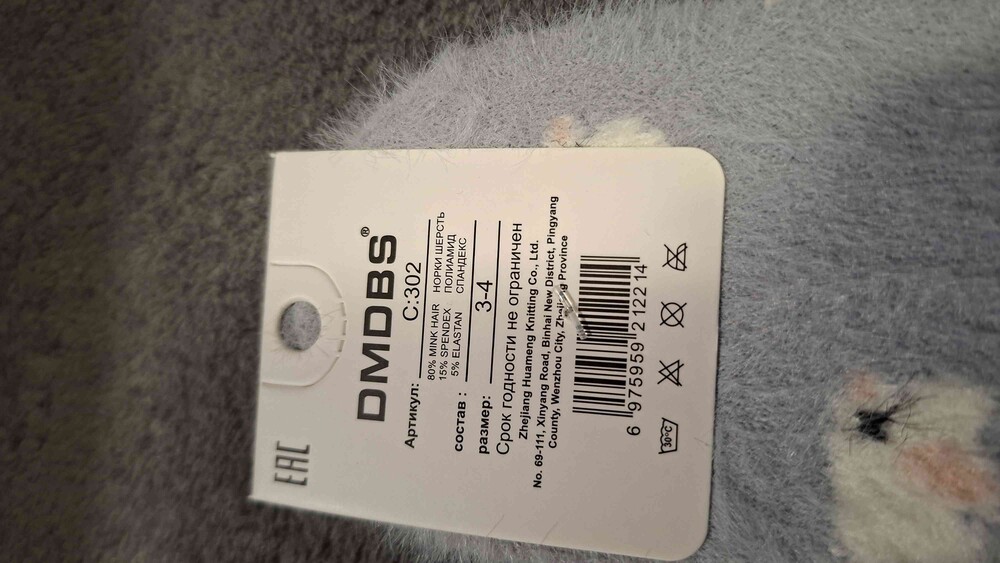 EAC
DMDBS®
Артикул: C:302
состав : 80% MINK HAIR НОРКИ ШЕРСТЬ
15% SPENDEX ПОЛИАМИД
5% ELASTAN СПАНДЕКС
размер: 3-4
Срок годности не ограничен
Zhejiang Huameng Knitting Co., Ltd.
No. 69-111, Xinyang Road, Binhai New District, Pingyang
County, Wenzhou City, Zhejiang Province
6 975959 212214
30°C